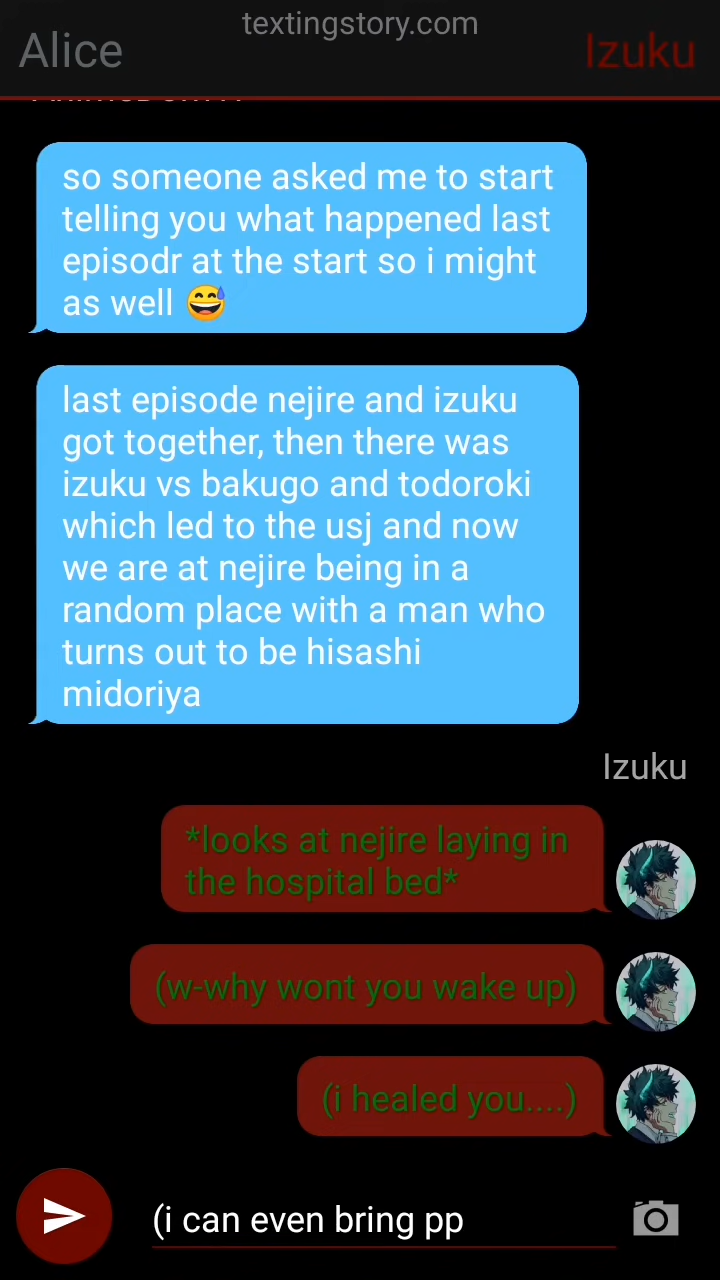 textingstory.com
Alice
Izuku
so someone asked me to start
telling you what happened last
episodr at the start so i might
as well 😅
last episode nejire and izuku
got together, then there was
izuku vs bakugo and todoroki
which led to the usj and now
we are at nejire being in a
random place with a man who
turns out to be hisashi
midoriya
Izuku
*looks at nejire laying in
the hospital bed*
(w-why wont you wake up)
(i healed you....)
(i can even bring pp